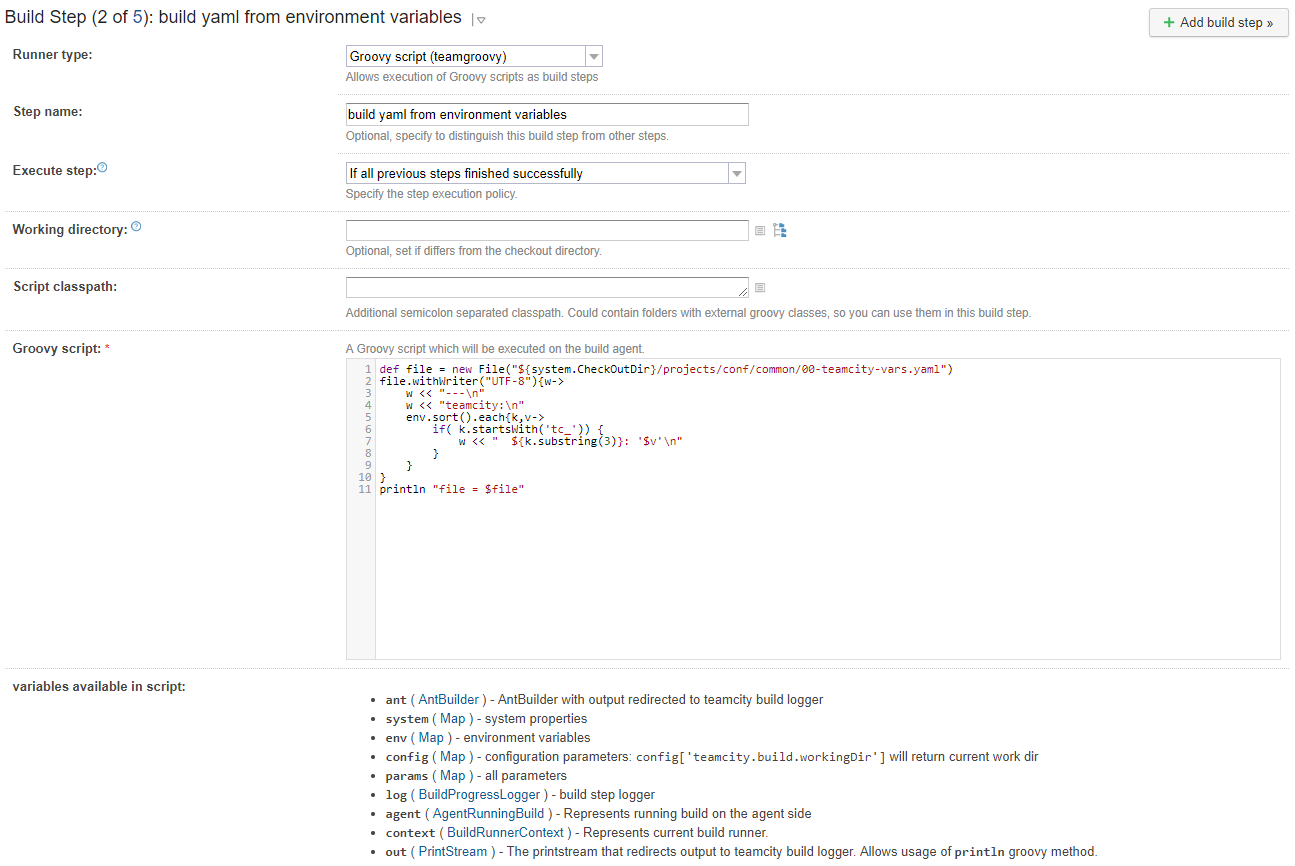 Build Step (2 of 5): build yaml from environment variables
+ Add build step »
Runner type:
Groovy script (teamgroovy)
Allows execution of Groovy scripts as build steps
Step name:
build yaml from environment variables
Optional, specify to distinguish this build step from other steps.
Execute step:
If all previous steps finished successfully
Specify the step execution policy.
Working directory:
Optional, set if differs from the checkout directory.
Script classpath:
Additional semicolon separated classpath. Could contain folders with external groovy classes, so you can use them in this build step.
Groovy script: *
A Groovy script which will be executed on the build agent.
1 def file = new File("${system.CheckOutDir}/projects/conf/common/00-teamcity-vars.yaml")
2 file.withWriter("UTF-8"){w->
3     w << "---\n"
4     w << "teamcity:\n"
5     env.sort().each{k,v->
6         if( k.startsWith('tc_')) {
7             w << "  ${k.substring(3)}: '$v'\n"
8         }
9     }
10 }
11 println "file = $file"
variables available in script:
• ant ( AntBuilder ) - AntBuilder with output redirected to teamcity build logger
• system ( Map ) - system properties
• env ( Map ) - environment variables
• config ( Map ) - configuration parameters: config['teamcity.build.workingDir'] will return current work dir
• params ( Map ) - all parameters
• log ( BuildProgressLogger ) - build step logger
• agent ( AgentRunningBuild ) - Represents running build on the agent side
• context ( BuildRunnerContext ) - Represents current build runner.
• out ( PrintStream ) - The printstream that redirects output to teamcity build logger. Allows usage of println groovy method.